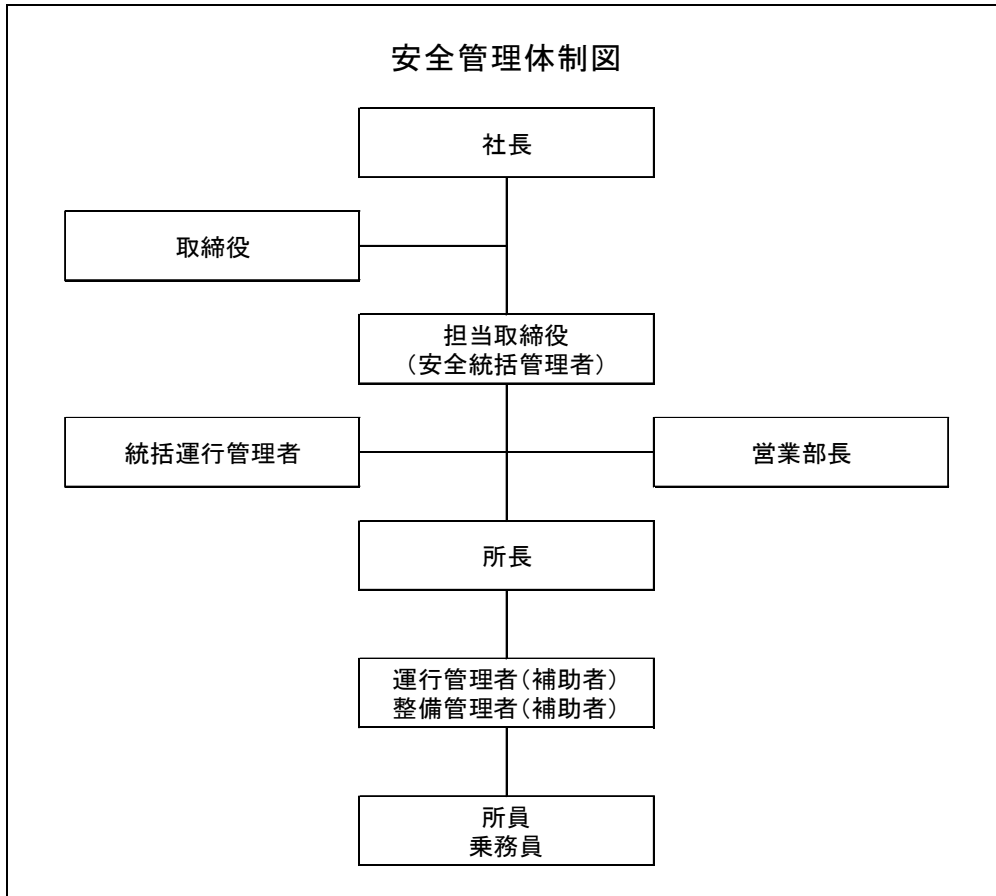 安全管理体制図
社長
取締役
担当取締役
（安全統括管理者）
統括運行管理者
営業部長
所長
運行管理者（補助者）
整備管理者（補助者）
所員
乗務員